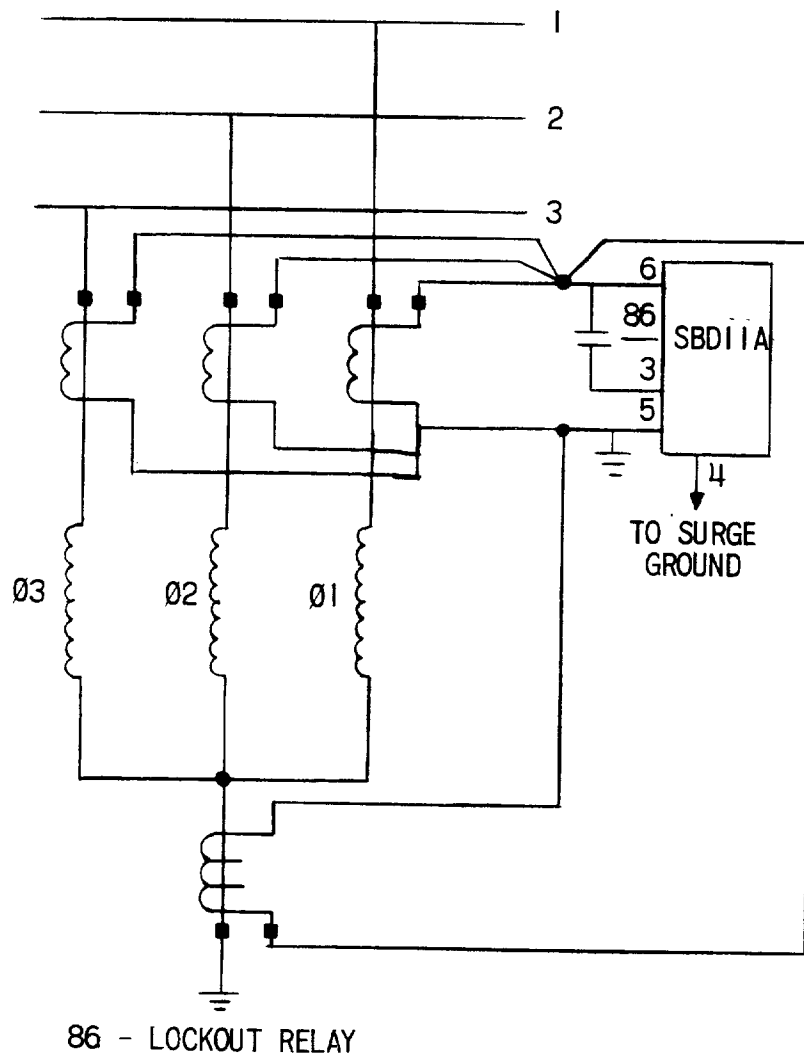 1
2
3
6
86
SBD11A
3
5
4
TO SURGE
GROUND
Ø3
Ø2
Ø1
86 - LOCKOUT RELAY